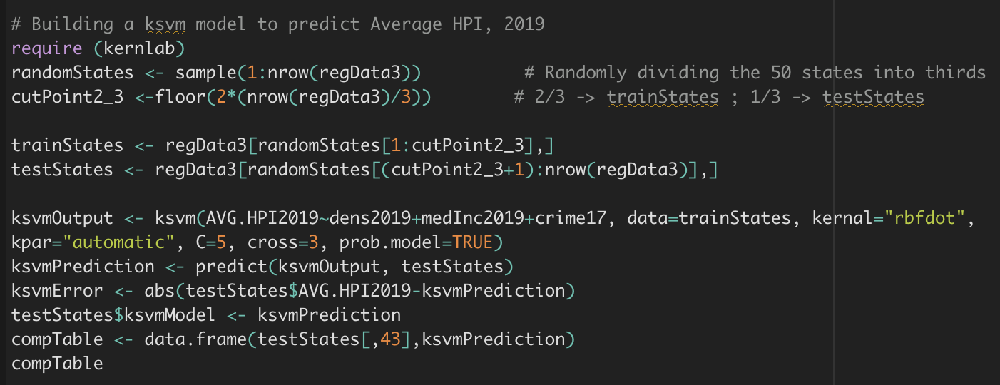 # Building a ksvm model to predict Average HPI, 2019
require (kernlab)
randomStates <- sample(1:nrow(regData3))          # Randomly dividing the 50 states into thirds
cutPoint2_3 <-floor(2*(nrow(regData3)/3))        # 2/3 -> trainStates ; 1/3 -> testStates

trainStates <- regData3[randomStates[1:cutPoint2_3],]
testStates <- regData3[randomStates[(cutPoint2_3+1):nrow(regData3)],]

ksvmOutput <- ksvm(AVG.HPI2019~dens2019+medInc2019+crime17, data=trainStates, kernal="rbfdot",
kpar="automatic", C=5, cross=3, prob.model=TRUE)
ksvmPrediction <- predict(ksvmOutput, testStates)
ksvmError <- abs(testStates$AVG.HPI2019-ksvmPrediction)
testStates$ksvmModel <- ksvmPrediction
compTable <- data.frame(testStates[,43],ksvmPrediction)
compTable